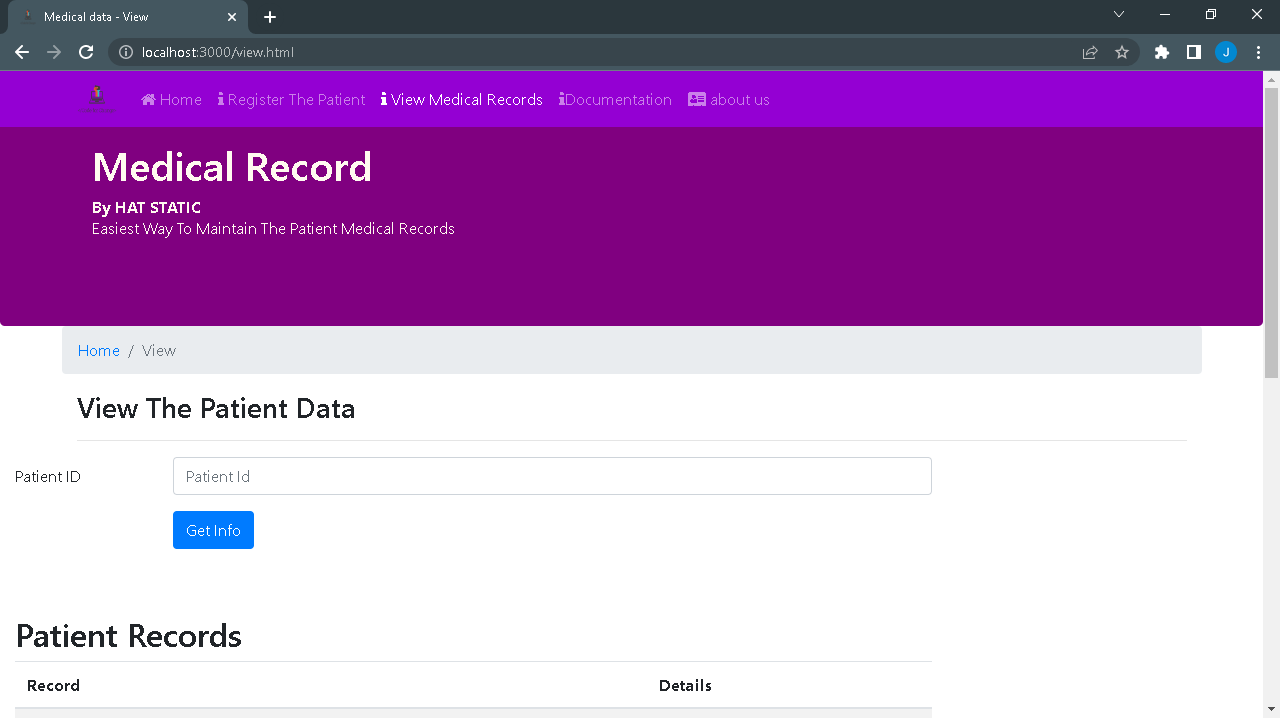 Medical data - View
localhost:3000/view.html
J
Home Register The Patient View Medical Records Documentation about us
Medical Record
By HAT STATIC
Easiest Way To Maintain The Patient Medical Records
Home / View
View The Patient Data
Patient ID Patient Id
Get Info
Patient Records
Record Details